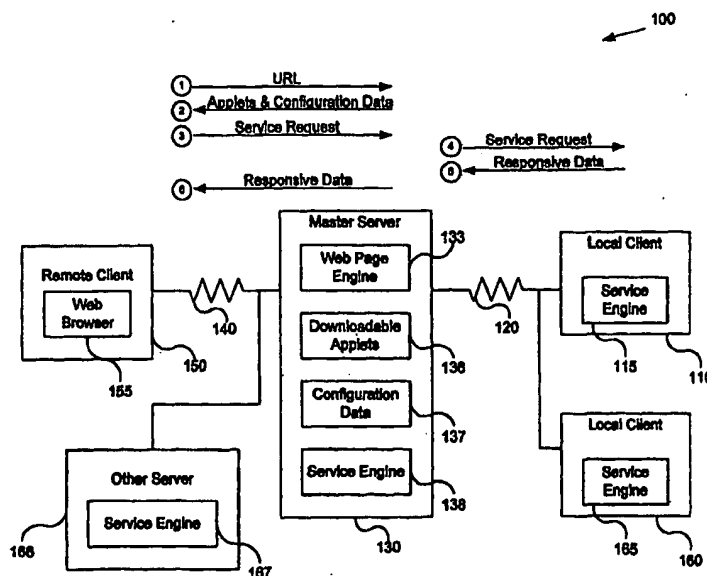 100
1 URL
2 Applets & Configuration Data
3 Service Request
4 Service Request
5 Responsive Data
6 Responsive Data
Master Server
133
Web Page
Engine
Remote Client
Web
Browser
140
150
155
Downloadable
Applets
136
Configuration
Data
137
Service Engine
138
130
120
Local Client
Service
Engine
115
110
Local Client
Service
Engine
165
160
Other Server
Service Engine
166
167